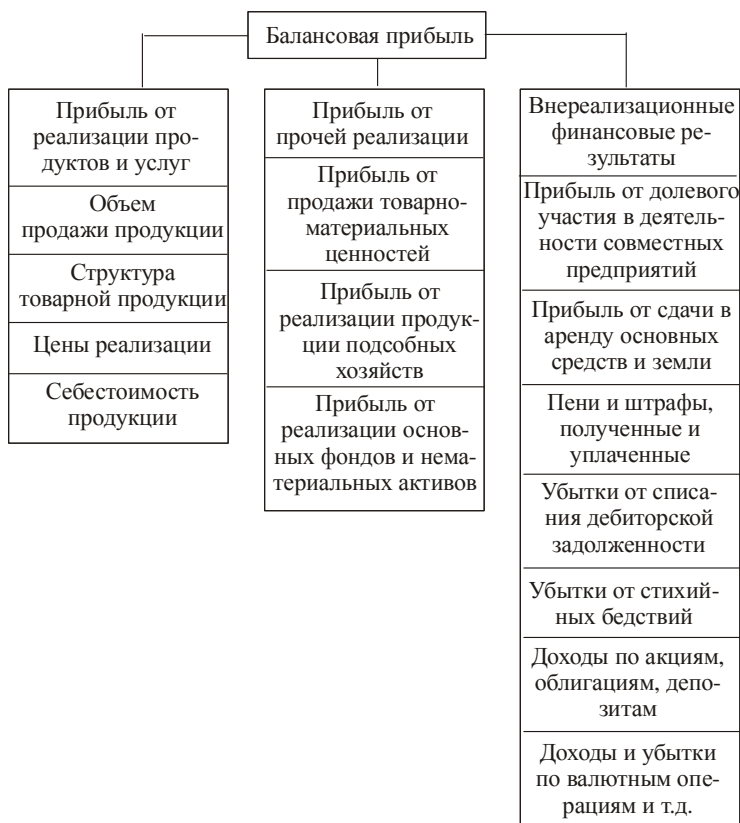 Балансовая прибыль
Прибыль от
реализации про-
дуктов и услуг
Объем
продажи продукции
Структура
товарной продукции
Цены реализации
Себестоимость
продукции
Прибыль от
прочей реализации
Прибыль от
продажи товарно-
материальных
ценностей
Прибыль от
реализации продук-
ции подсобных
хозяйств
Прибыль от
реализации основ-
ных фондов и нема-
териальных активов
Внереализационные
финансовые ре-
зультаты
Прибыль от долевого
участия в деятель-
ности совместных
предприятий
Прибыль от сдачи в
аренду основных
средств и земли
Пени и штрафы,
полученные и
уплаченные
Убытки от списа-
ния дебиторской
задолженности
Убытки от стихий-
ных бедствий
Доходы по акциям,
облигациям, депо-
зитам
Доходы и убытки
по валютным опе-
рациям и т.д.